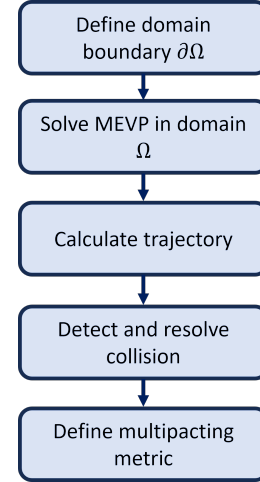 Define domain
boundary ∂Ω
Solve MEVP in domain
Ω
Calculate trajectory
Detect and resolve
collision
Define multipacting
metric